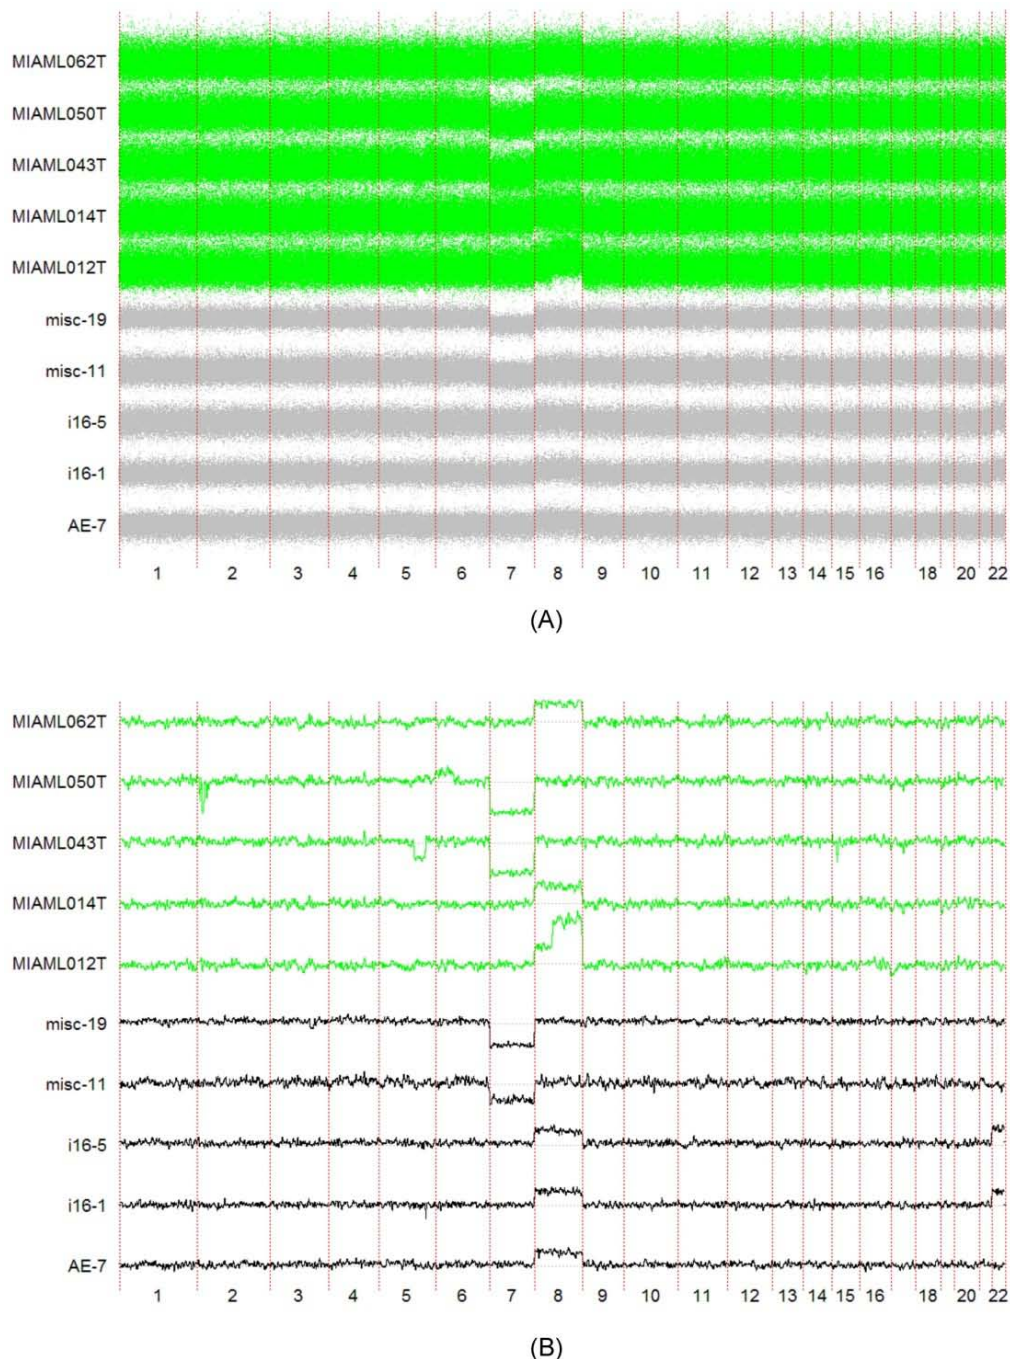 MIAML062T
MIAML050T
MIAML043T
MIAML014T
MIAML012T
misc-19
misc-11
i16-5
i16-1
AE-7
1 2 3 4 5 6 7 8 9 10 11 12 13 14 15 16 18 20 22
(A)
MIAML062T
MIAML050T
MIAML043T
MIAML014T
MIAML012T
misc-19
misc-11
i16-5
i16-1
AE-7
1 2 3 4 5 6 7 8 9 10 11 12 13 14 15 16 18 20 22
(B)